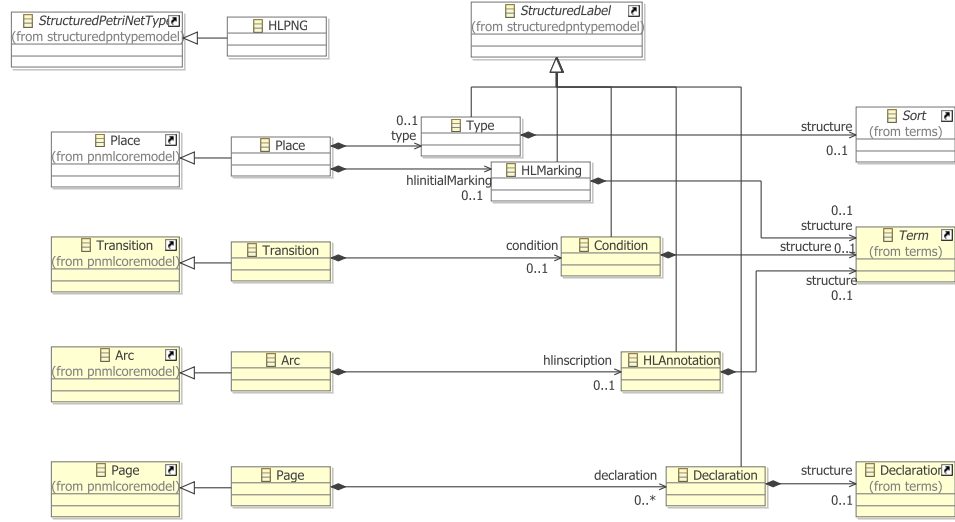 StructuredPetriNetType
(from structuredpntypemodel)
HLPNG
StructuredLabel
(from structuredpntypemodel)
Place
(from pnmlcoremodel)
Place
0..1
type
Type
structure
0..1
Sort
(from terms)
hlinitialMarking
0..1
HLMarking
0..1
structure
Transition
(from pnmlcoremodel)
Transition
condition
0..1
Condition
structure 0..1
Term
(from terms)
structure
0..1
Arc
(from pnmlcoremodel)
Arc
hlinscription
0..1
HLAnnotation
Page
(from pnmlcoremodel)
Page
declaration
0..*
Declaration
structure
0..1
Declaration
(from terms)